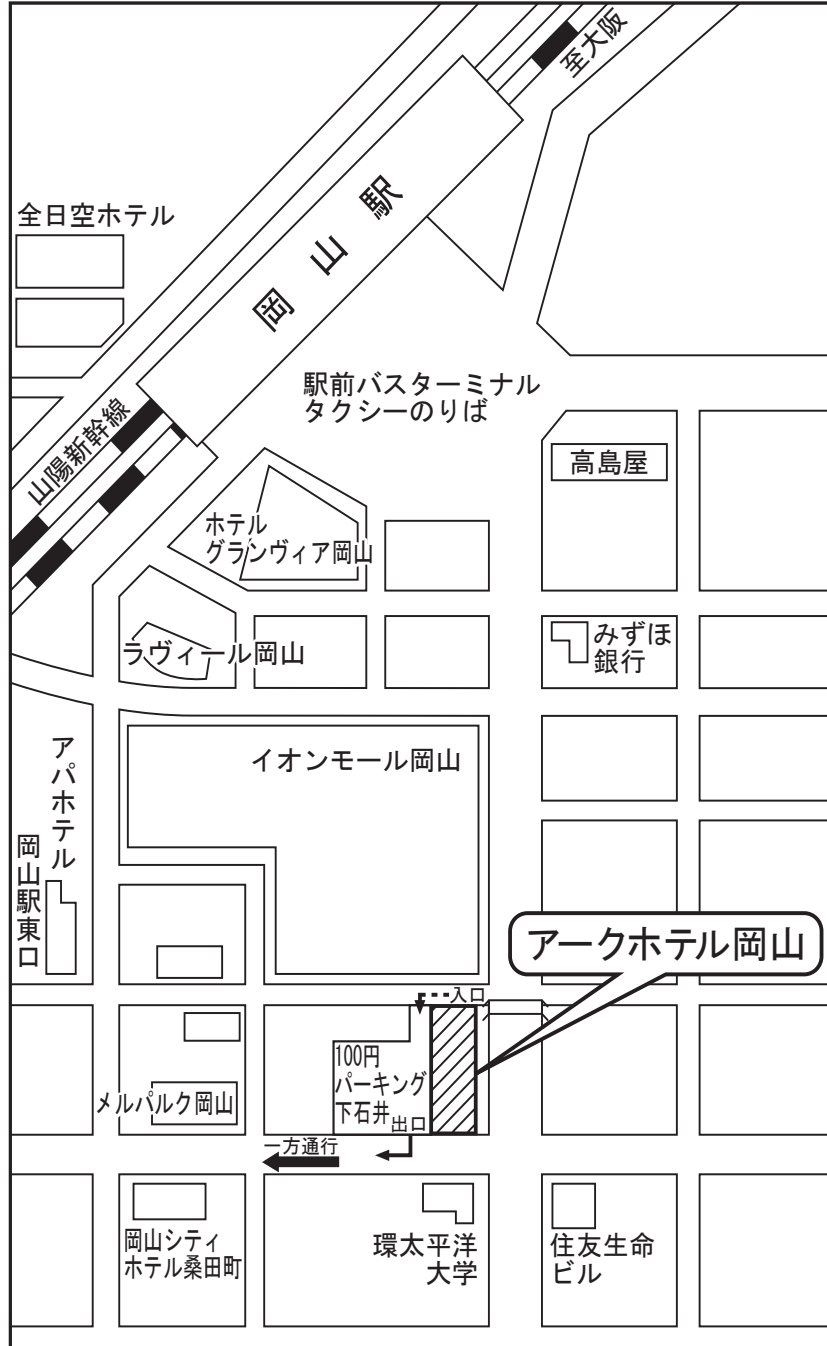 至大阪
岡山駅
全日空ホテル
駅前バスターミナル
タクシーのりば
山陽新幹線
高島屋
ホテル
グランヴィア岡山
みずほ
銀行
ラヴィール岡山
イオンモール岡山
アパホテル
岡山駅東口
アークホテル岡山
入口
100円
パーキング
下石井
出口
メルパルク岡山
一方通行
岡山シティ
ホテル桑田町
環太平洋
大学
住友生命
ビル